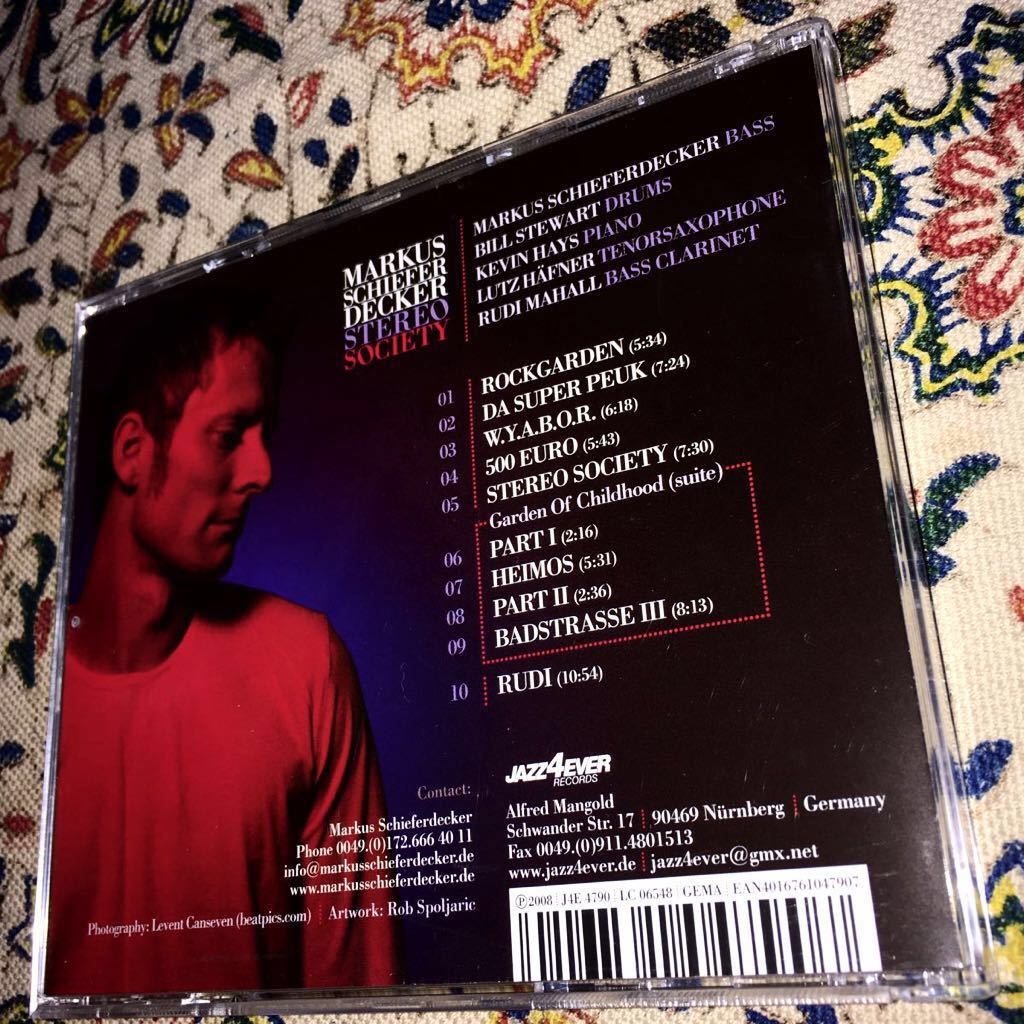 MARKUS
SCHIEFER
DECKER
STEREO
SOCIETY
MARKUS SCHIEFERDECKER BASS
BILL STEWART DRUMS
KEVIN HAYS PIANO
LUTZ HÄFNER TENORSAXOPHONE
RUDI MAHALL BASS CLARINET
01 ROCKGARDEN (5:34)
02 DA SUPER PEUK (7:24)
03 W.Y.A.B.O.R. (6:18)
04 500 EURO (5:43)
05 STEREO SOCIETY (7:30)
Garden Of Childhood (suite)
06 PART I (2:16)
07 HEIMOS (5:31)
08 PART II (2:36)
09 BADSTRASSE III (8:13)
10 RUDI (10:54)
Contact:
Markus Schieferdecker
Phone 0049.(0)172.666 40 11
info@markusschieferdecker.de
www.markusschieferdecker.de
Photography: Levent Canseven (beatpics.com) Artwork: Rob Spoljaric
JAZZ4EVER
RECORDS
Alfred Mangold
Schwander Str. 17 90469 Nürnberg Germany
Fax 0049.(0)911.4801513
www.jazz4ever.de jazz4ever@gmx.net
℗2008 J4E 4790 LC 06548 GEMA EAN4016761047907